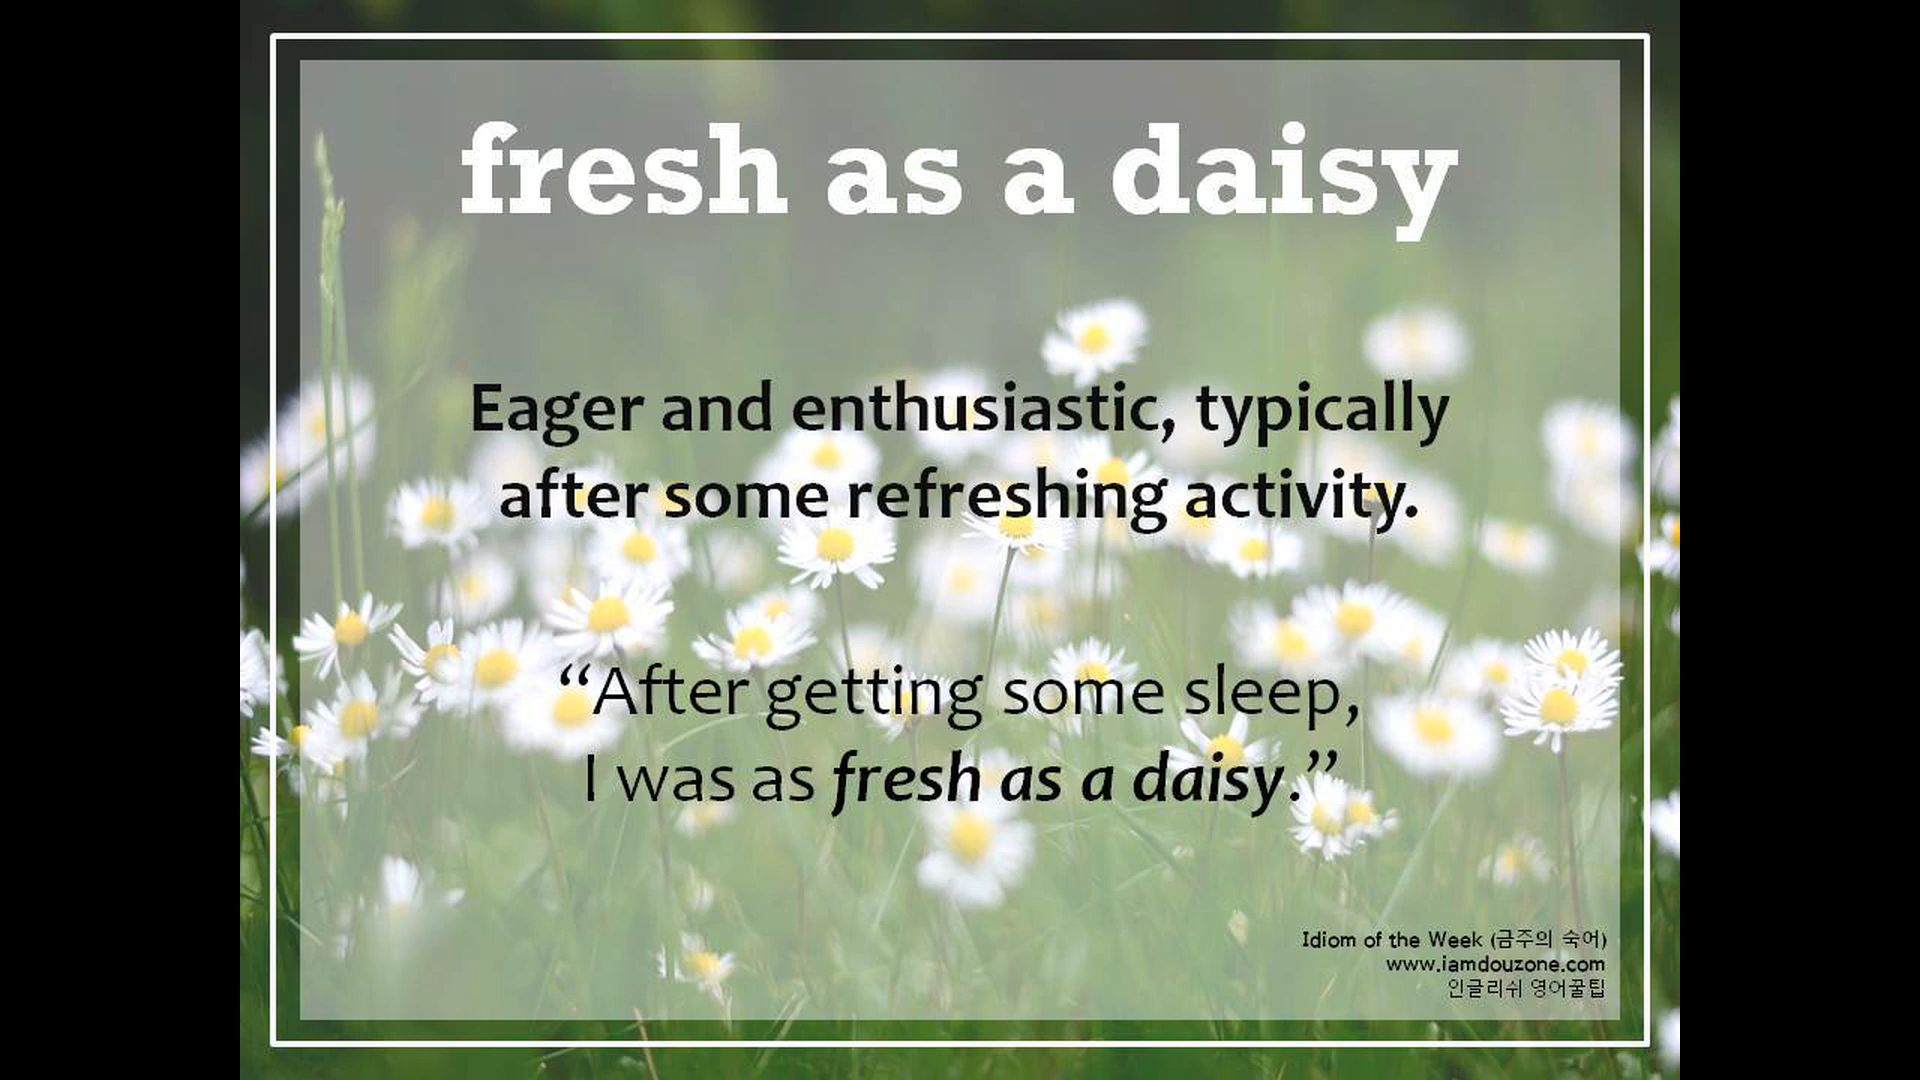 fresh as a daisy
Eager and enthusiastic, typically
after some refreshing activity.
“After getting some sleep,
I was as fresh as a daisy.”
Idiom of the Week (금주의 숙어)
www.iamdouzone.com
인글리쉬 영어꿀팁